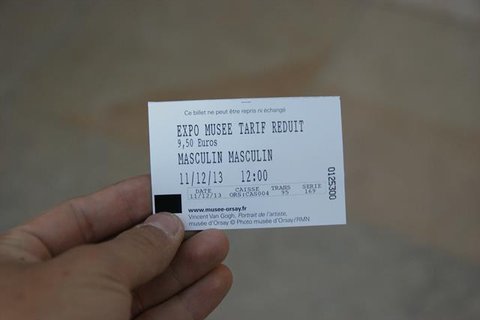 Ce billet ne peut être repris ni échangé
EXPO MUSEE TARIF REDUIT
9,50 Euros
MASCULIN MASCULIN
11/12/13 12:00
DATE CAISSE TRANS SERIE
11/12/13 ORSICAS004 95 169
0125300
www.musee-orsay.fr
Vincent Van Gogh, Portrait de l'artiste,
musée d'Orsay © Photo musée d'Orsay/RMN